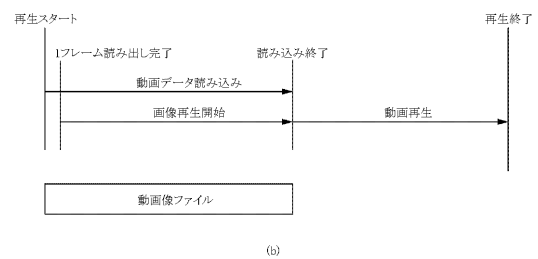 再生スタート
再生終了
1フレーム読み出し完了
読み込み終了
動画データ読み込み
画像再生開始
動画再生
動画像ファイル
(b)